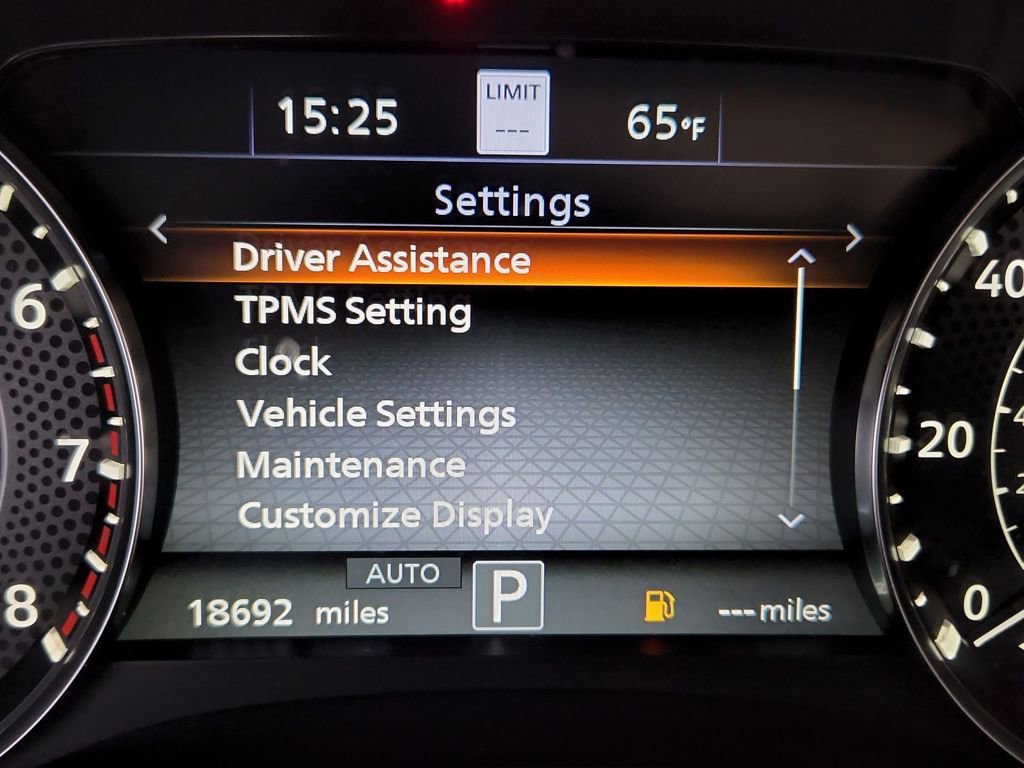 15:25
LIMIT
---
65°F
Settings
Driver Assistance
TPMS Setting
Clock
Vehicle Settings
Maintenance
Customize Display
AUTO
18692 miles
P
--- miles
6
7
8
40
20
0